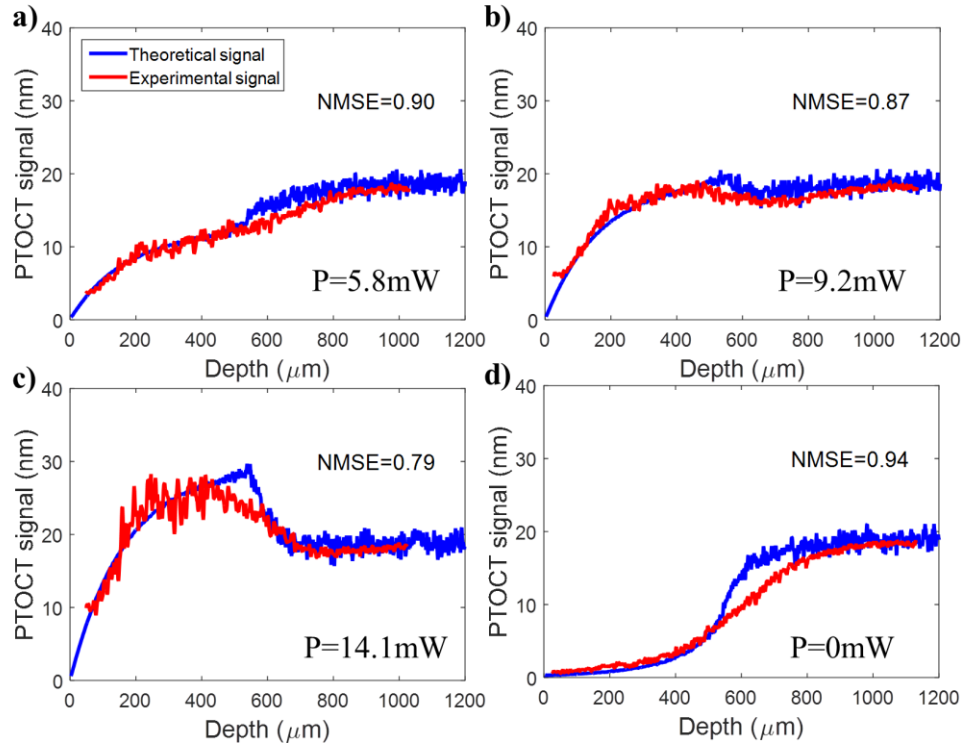 a)
40
30
20
10
0
PTOCT signal (nm)
Theoretical signal
Experimental signal
NMSE=0.90
P=5.8mW
0 200 400 600 800 1000 1200
Depth (μm)
b)
40
30
20
10
0
PTOCT signal (nm)
NMSE=0.87
P=9.2mW
0 200 400 600 800 1000 1200
Depth (μm)
c)
40
30
20
10
0
PTOCT signal (nm)
NMSE=0.79
P=14.1mW
0 200 400 600 800 1000 1200
Depth (μm)
d)
40
30
20
10
0
PTOCT signal (nm)
NMSE=0.94
P=0mW
0 200 400 600 800 1000 1200
Depth (μm)